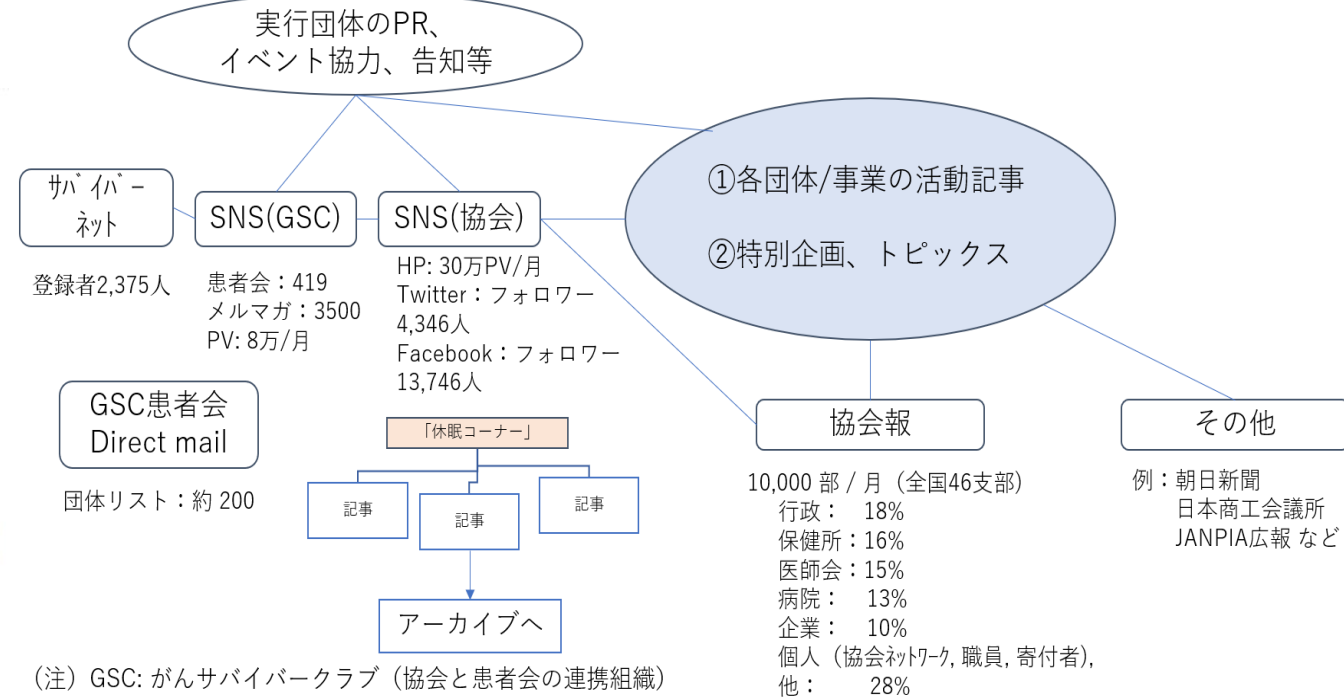 実行団体のPR、
イベント協力、告知等
①各団体/事業の活動記事
②特別企画、トピックス
ｻﾊﾞｲﾊﾞｰ
ﾈｯﾄ
登録者2,375人
SNS(GSC)
患者会：419
メルマガ：3500
PV: 8万/月
SNS(協会)
HP: 30万PV/月
Twitter：フォロワー
4,346人
Facebook：フォロワー
13,746人
GSC患者会
Direct mail
団体リスト：約 200
「休眠コーナー」
記事
記事
記事
アーカイブへ
協会報
10,000 部 / 月（全国46支部）
行政： 18%
保健所：16%
医師会：15%
病院： 13%
企業： 10%
個人（協会ﾈｯﾄﾜｰｸ, 職員, 寄付者),
他： 28%
その他
例：朝日新聞
日本商工会議所
JANPIA広報 など
（注）GSC: がんサバイバークラブ（協会と患者会の連携組織）